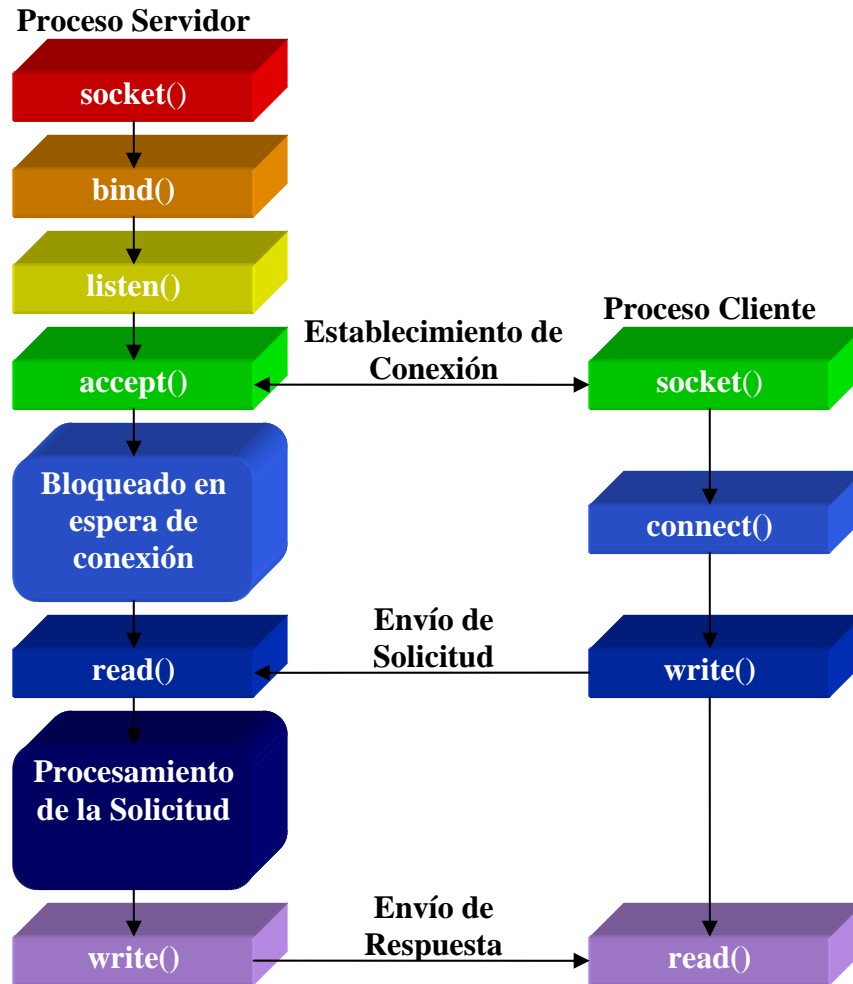 Proceso Servidor
socket()
bind()
listen()
accept()
Establecimiento de
Conexión
Proceso Cliente
socket()
Bloqueado en
espera de
conexión
connect()
read()
Envío de
Solicitud
write()
Procesamiento
de la Solicitud
write()
Envío de
Respuesta
read()